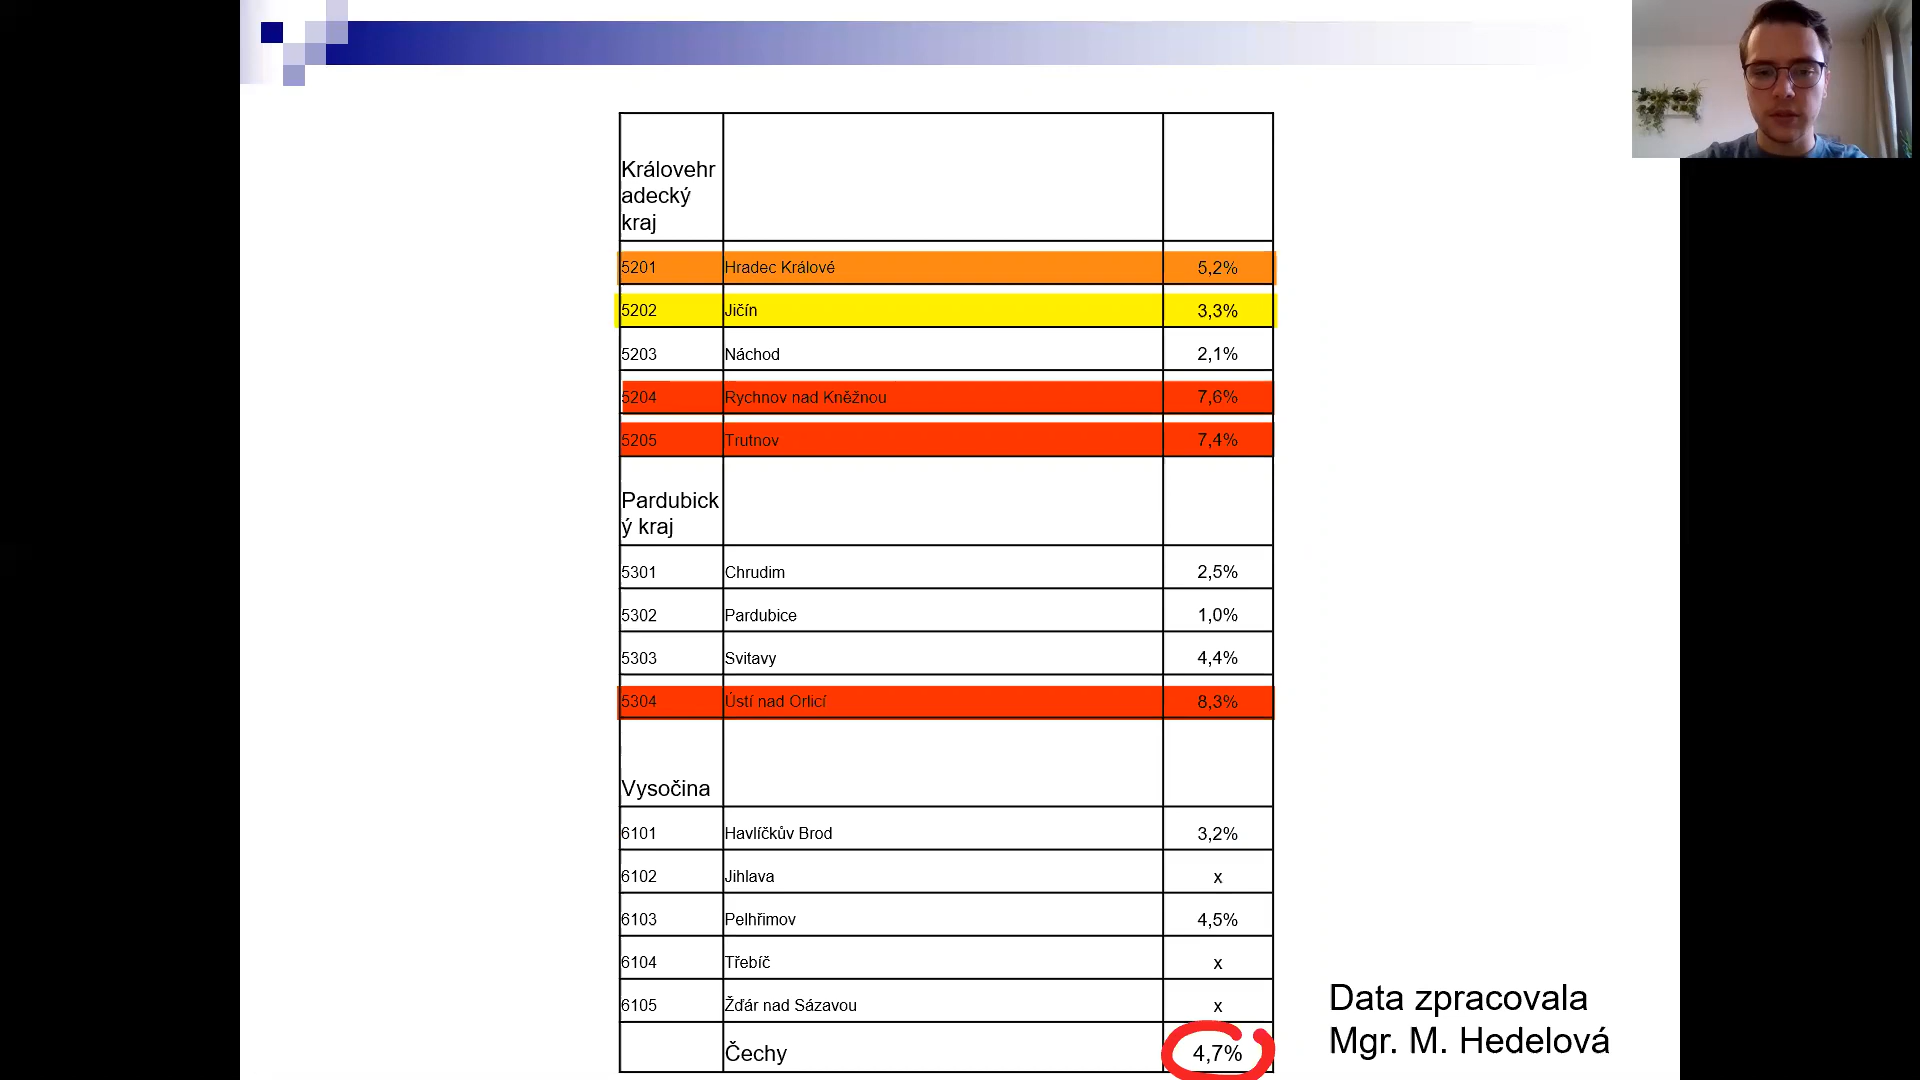 Královehr
adecký
kraj
5201 Hradec Králové 5,2%
5202 Jičín 3,3%
5203 Náchod 2,1%
5204 Rychnov nad Kněžnou 7,6%
5205 Trutnov 7,4%
Pardubick
ý kraj
5301 Chrudim 2,5%
5302 Pardubice 1,0%
5303 Svitavy 4,4%
5304 Ústí nad Orlicí 8,3%
Vysočina
6101 Havlíčkův Brod 3,2%
6102 Jihlava x
6103 Pelhřimov 4,5%
6104 Třebíč x
6105 Žďár nad Sázavou x
Čechy 4,7%
Data zpracovala
Mgr. M. Hedelová